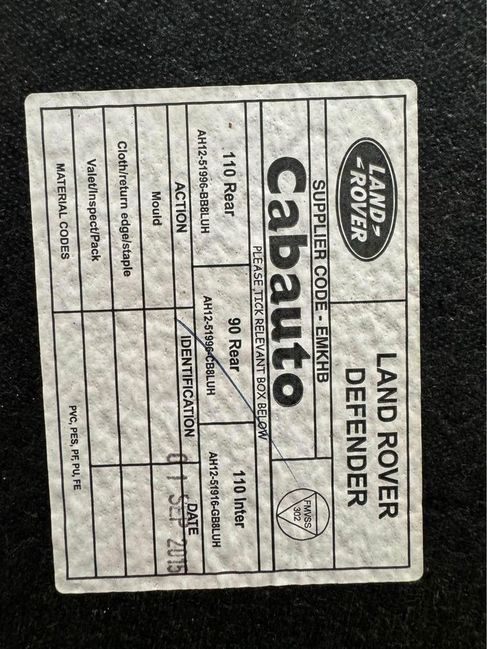 LAND-
-ROVER
LAND ROVER
DEFENDER
SUPPLIER CODE - EMKHB
Cabauto
FMVSS
302
PLEASE TICK RELEVANT BOX BELOW
110 Rear
90 Rear
110 Inter
AH12-51996-BB8LUH
AH12-51996-CB8LUH
AH12-51916-GB8LUH
ACTION
IDENTIFICATION
DATE
Mould
01 SEP 2015
Cloth/return edge/staple
Valet/Inspect/Pack
MATERIAL CODES
PVC, PES, PF, PU, FE